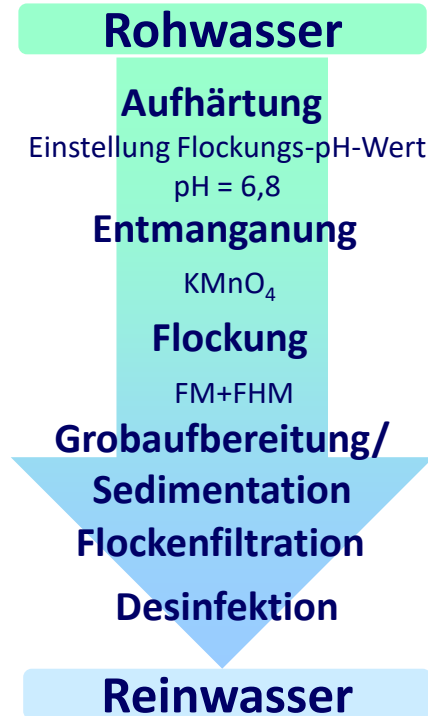 Rohwasser
Aufhärtung
Einstellung Flockungs-pH-Wert
pH = 6,8
Entmanganung
KMnO₄
Flockung
FM+FHM
Grobaufbereitung/
Sedimentation
Flockenfiltration
Desinfektion
Reinwasser